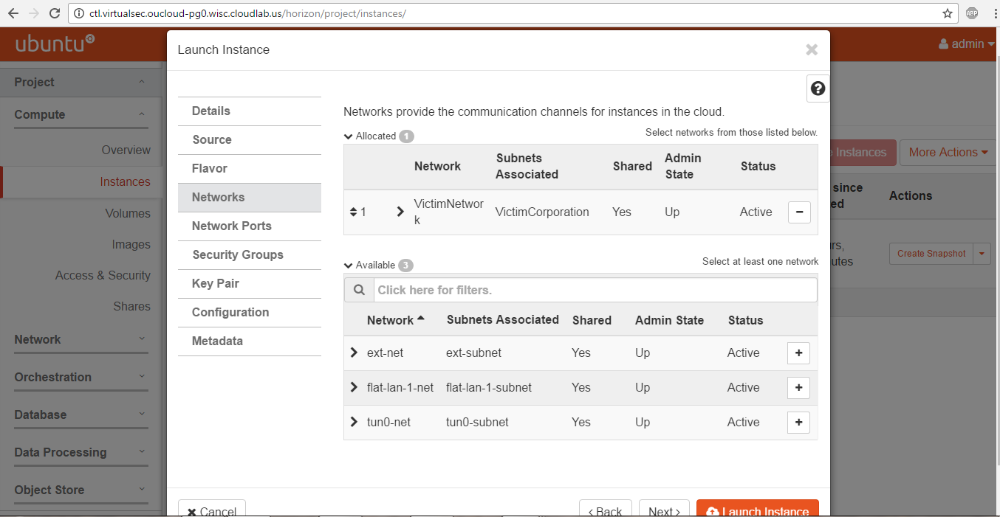 ctl.virtualsec.oucloud-pg0.wisc.cloudlab.us/horizon/project/instances/
ABP
ubuntu
admin
Launch Instance
Project
Compute
Overview
Instances
Volumes
Images
Access & Security
Shares
Network
Orchestration
Database
Data Processing
Object Store
Details
Source
Flavor
Networks
Network Ports
Security Groups
Key Pair
Configuration
Metadata
Networks provide the communication channels for instances in the cloud.
Allocated 1
Select networks from those listed below.
Network Subnets Associated Shared Admin State Status
1 VictimNetwork VictimCorporation Yes Up Active
Available 3
Select at least one network
Click here for filters.
Network Subnets Associated Shared Admin State Status
ext-net ext-subnet Yes Up Active
flat-lan-1-net flat-lan-1-subnet Yes Up Active
tun0-net tun0-subnet Yes Up Active
Cancel
< Back
Next >
Launch Instance
Instances
More Actions
since
Actions
Create Snapshot